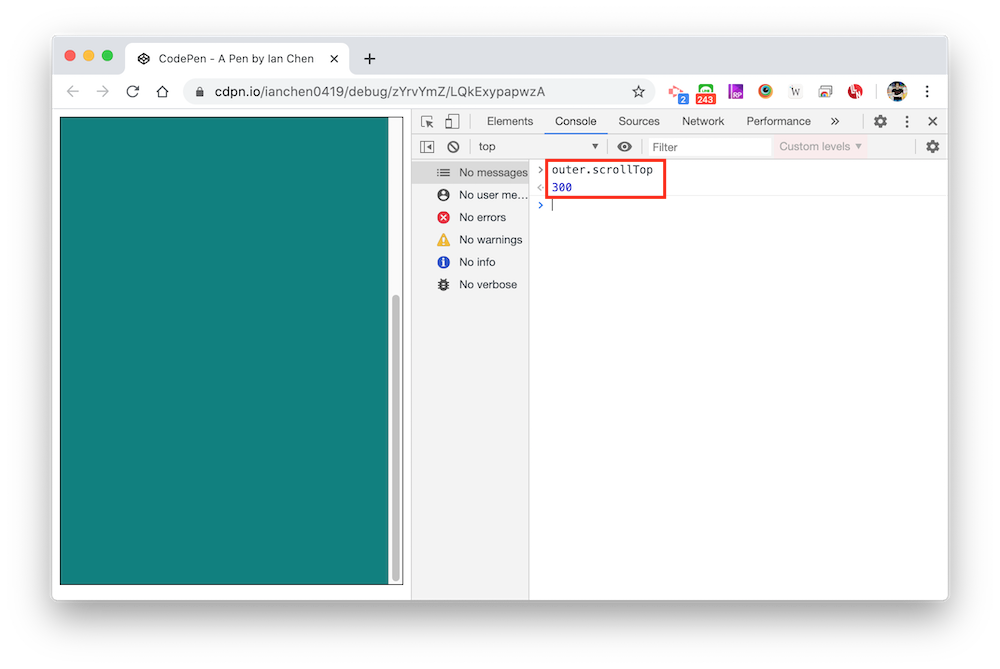 CodePen - A Pen by Ian Chen
cdpn.io/ianchen0419/debug/zYrvYmZ/LQkExypapwzA
2
243
RP
W
Elements Console Sources Network Performance »
top Filter Custom levels
No messages
No user me...
No errors
No warnings
No info
No verbose
> outer.scrollTop
300
>